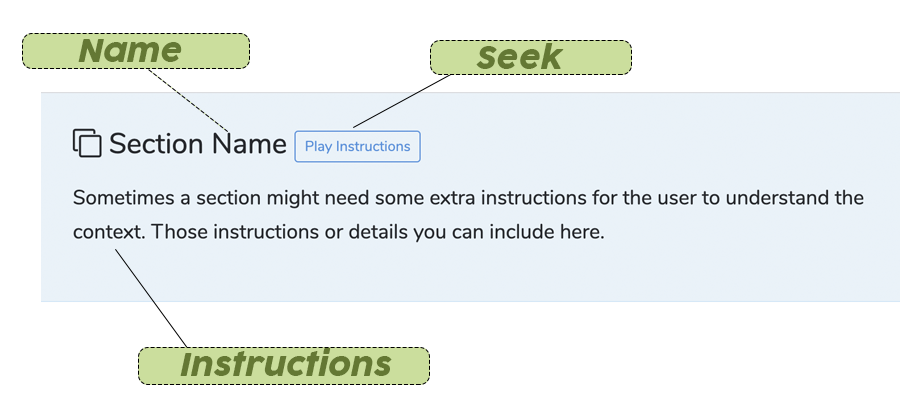 Name
Seek
Section Name
Play Instructions
Sometimes a section might need some extra instructions for the user to understand the
context. Those instructions or details you can include here.
Instructions